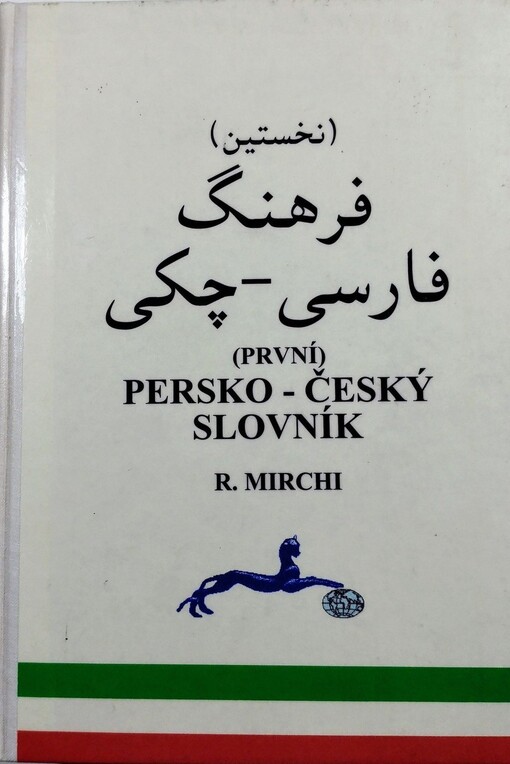 (نخستین)
فرهنگ
فارسی-چکی
(PRVNÍ)
PERSKO - ČESKÝ
SLOVNÍK
R. MIRCHI